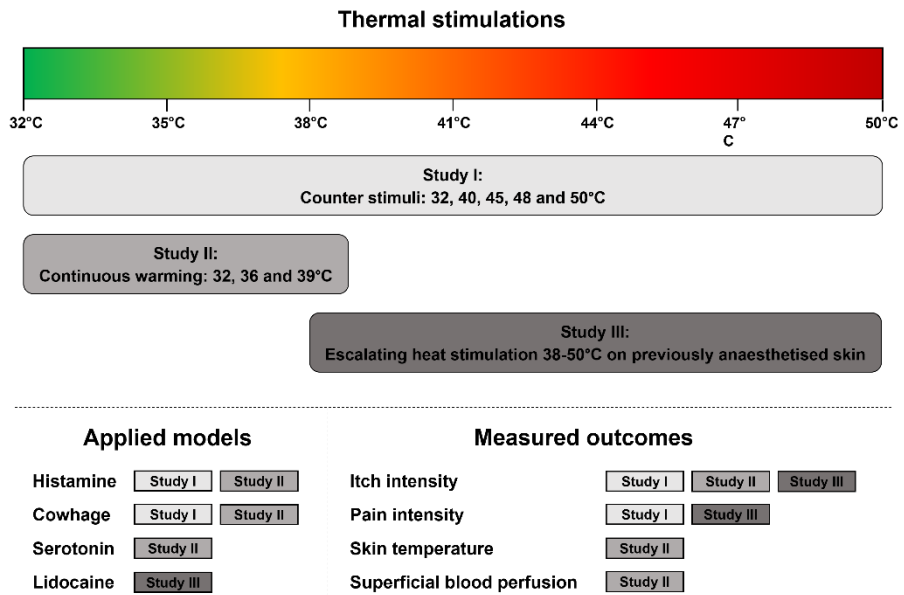 Thermal stimulations
32°C 35°C 38°C 41°C 44°C 47° 50°C
C
Study I:
Counter stimuli: 32, 40, 45, 48 and 50°C
Study II:
Continuous warming: 32, 36 and 39°C
Study III:
Escalating heat stimulation 38-50°C on previously anaesthetised skin
Applied models
Histamine Study I Study II
Cowhage Study I Study II
Serotonin Study II
Lidocaine Study III
Measured outcomes
Itch intensity Study I Study II Study III
Pain intensity Study I Study III
Skin temperature Study II
Superficial blood perfusion Study II